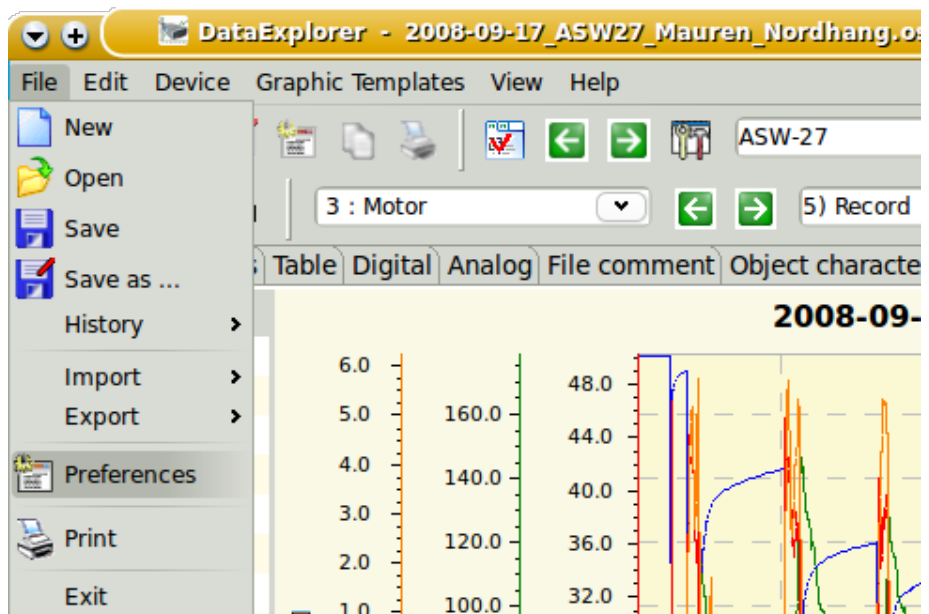 DataExplorer - 2008-09-17_ASW27_Mauren_Nordhang.os
File Edit Device Graphic Templates View Help
New
Open
Save
Save as ...
History
Import
Export
Preferences
Print
Exit
ASW-27
3 : Motor
5) Record
s Table Digital Analog File comment Object characte
2008-09-
6.0
5.0
4.0
3.0
2.0
1.0
160.0
140.0
120.0
100.0
48.0
44.0
40.0
36.0
32.0